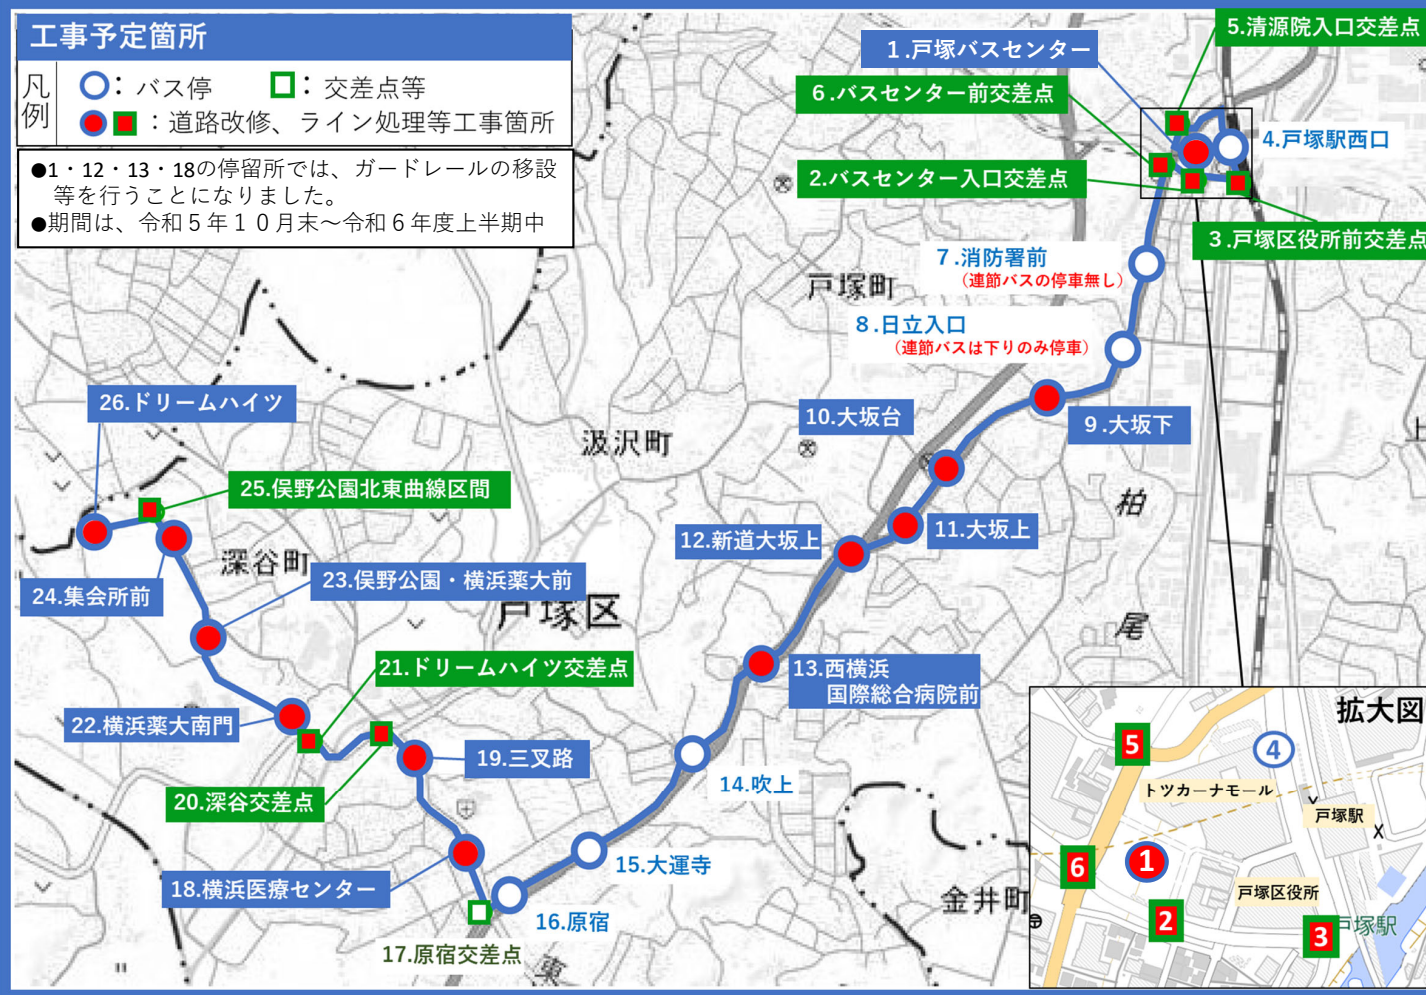 工事予定箇所
凡例
：バス停
：交差点等
：道路改修、ライン処理等工事箇所
●1・12・13・18の停留所では、ガードレールの移設
等を行うことになりました。
●期間は、令和５年１０月末～令和６年度上半期中
5.清源院入口交差点
1.戸塚バスセンター
6.バスセンター前交差点
4.戸塚駅西口
2.バスセンター入口交差点
3.戸塚区役所前交差点
7.消防署前
（連節バスの停車無し）
戸塚町
8.日立入口
（連節バスは下りのみ停車）
26.ドリームハイツ
10.大坂台
9.大坂下
汲沢町
25.俣野公園北東曲線区間
柏
尾
12.新道大坂上
11.大坂上
深谷町
23.俣野公園・横浜薬大前
24.集会所前
戸塚区
21.ドリームハイツ交差点
13.西横浜
国際総合病院前
22.横浜薬大南門
19.三叉路
14.吹上
20.深谷交差点
15.大運寺
18.横浜医療センター
16.原宿
金井町
17.原宿交差点
東
拡大図
5
4
トツカーナモール
戸塚駅
6
1
戸塚区役所
2
3
戸塚駅
上